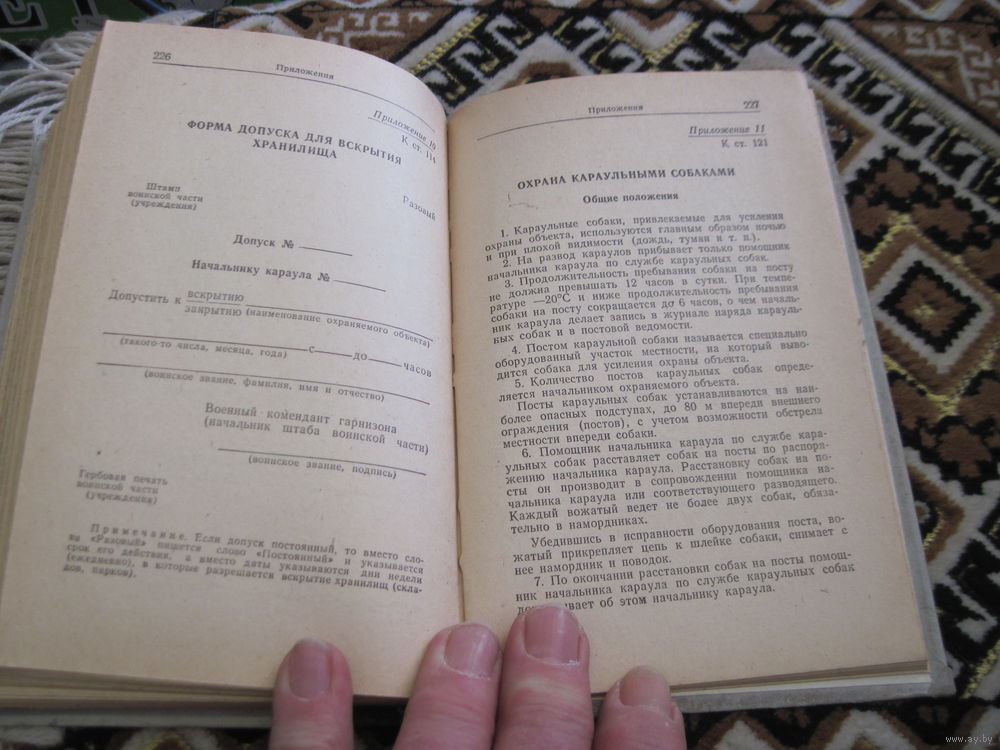 226
Приложения
Приложение 10
К ст. 114
ФОРМА ДОПУСКА ДЛЯ ВСКРЫТИЯ
ХРАНИЛИЩА
Штамп
воинской части
(учреждения)
Разовый
Допуск №
Начальнику караула №
Допустить к вскрытию
закрытию (наименование охраняемого объекта)
(такого-то числа, месяца, года) с до часов
(воинское звание, фамилия, имя и отчество)
Военный комендант гарнизона
(начальник штаба воинской части)
(воинское звание, подпись)
Гербовая печать
воинской части
(учреждения)
Примечание. Если допуск постоянный, то вместо сло-
ва «Разовый» пишется слово «Постоянный» и указывается
срок его действия, а вместо даты указываются дни недели
(ежедневно), в которые разрешается вскрытие хранилищ (скла-
дов, парков).
Приложения 227
Приложение 11
К ст. 121
ОХРАНА КАРАУЛЬНЫМИ СОБАКАМИ
Общие положения
1. Караульные собаки, привлекаемые для усиления
охраны объекта, используются главным образом ночью
и при плохой видимости (дождь, туман и т. п.).
2. На развод караулов прибывает только помощник
начальника караула по службе караульных собак.
3. Продолжительность пребывания собаки на посту
не должна превышать 12 часов в сутки. При темпе-
ратуре —20°С и ниже продолжительность пребывания
собаки на посту сокращается до 6 часов, о чем началь-
ник караула делает запись в журнале наряда карауль-
ных собак и в постовой ведомости.
4. Постом караульной собаки называется специально
оборудованный участок местности, на который выво-
дится собака для усиления охраны объекта.
5. Количество постов караульных собак опреде-
ляется начальником охраняемого объекта.
Посты караульных собак устанавливаются на наи-
более опасных подступах, до 80 м впереди внешнего
ограждения (постов), с учетом возможности обстрела
местности впереди собаки.
6. Помощник начальника караула по службе кара-
ульных собак расставляет собак на посты по распоря-
жению начальника караула. Расстановку собак на по-
сты он производит в сопровождении помощника на-
чальника караула или соответствующего разводящего.
Каждый вожатый ведет не более двух собак, обяза-
тельно в намордниках.
Убедившись в исправности оборудования поста, во-
жатый прикрепляет цепь к шлейке собаки, снимает с
нее намордник и поводок.
7. По окончании расстановки собак на посты помощ-
ник начальника караула по службе караульных собак
об этом начальнику караула.
www.ay.by